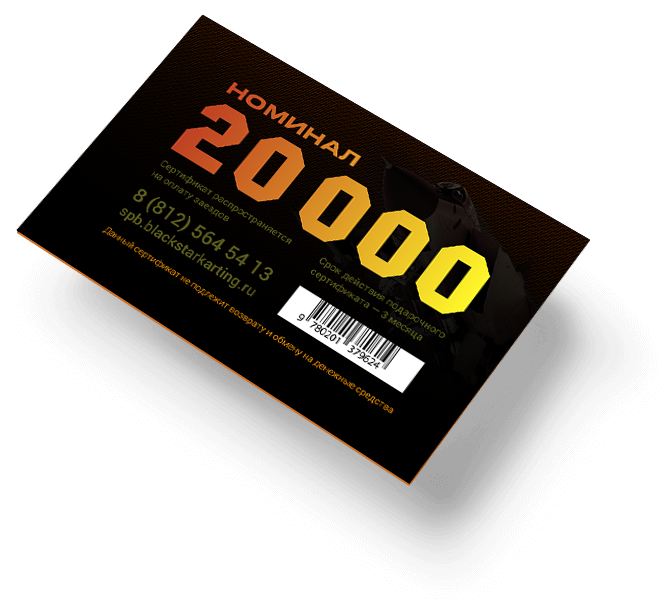 НОМИНАЛ
20 000
Сертификат распространяется
на оплату заездов
8 (812) 564 54 13
spb.blackstarkarting.ru
Срок действия подарочного
сертификата — 3 месяца
9 780201 379624
Данный сертификат не подлежит возврату и обмену на денежные средства